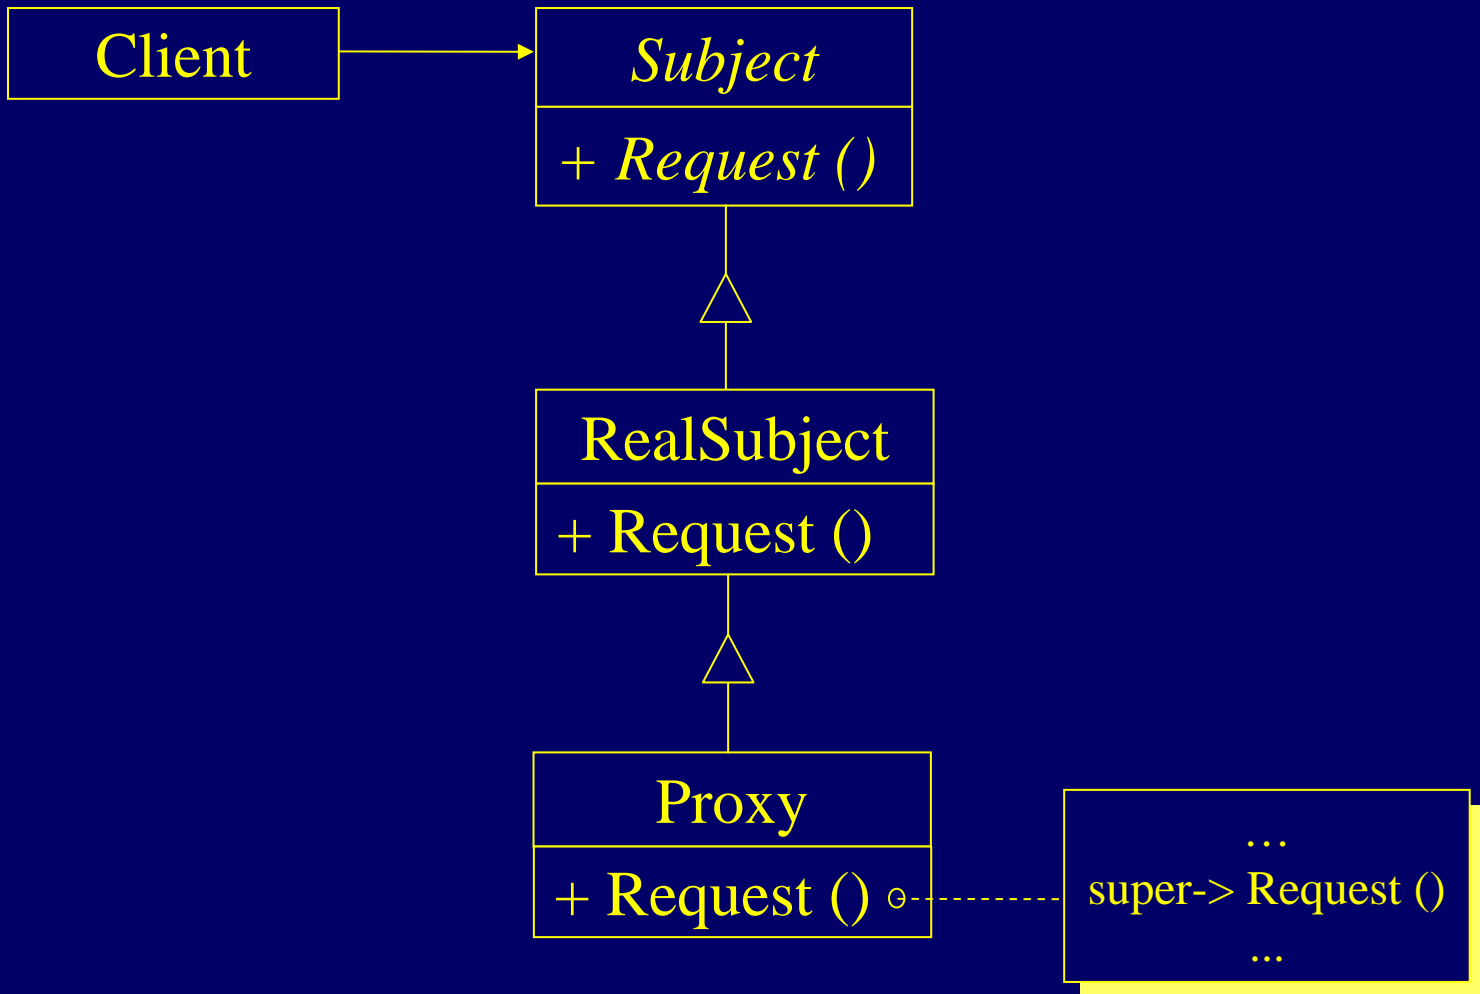 Client
Subject
+ Request ()
RealSubject
+ Request ()
Proxy
+ Request ()
...
super-> Request ()
...